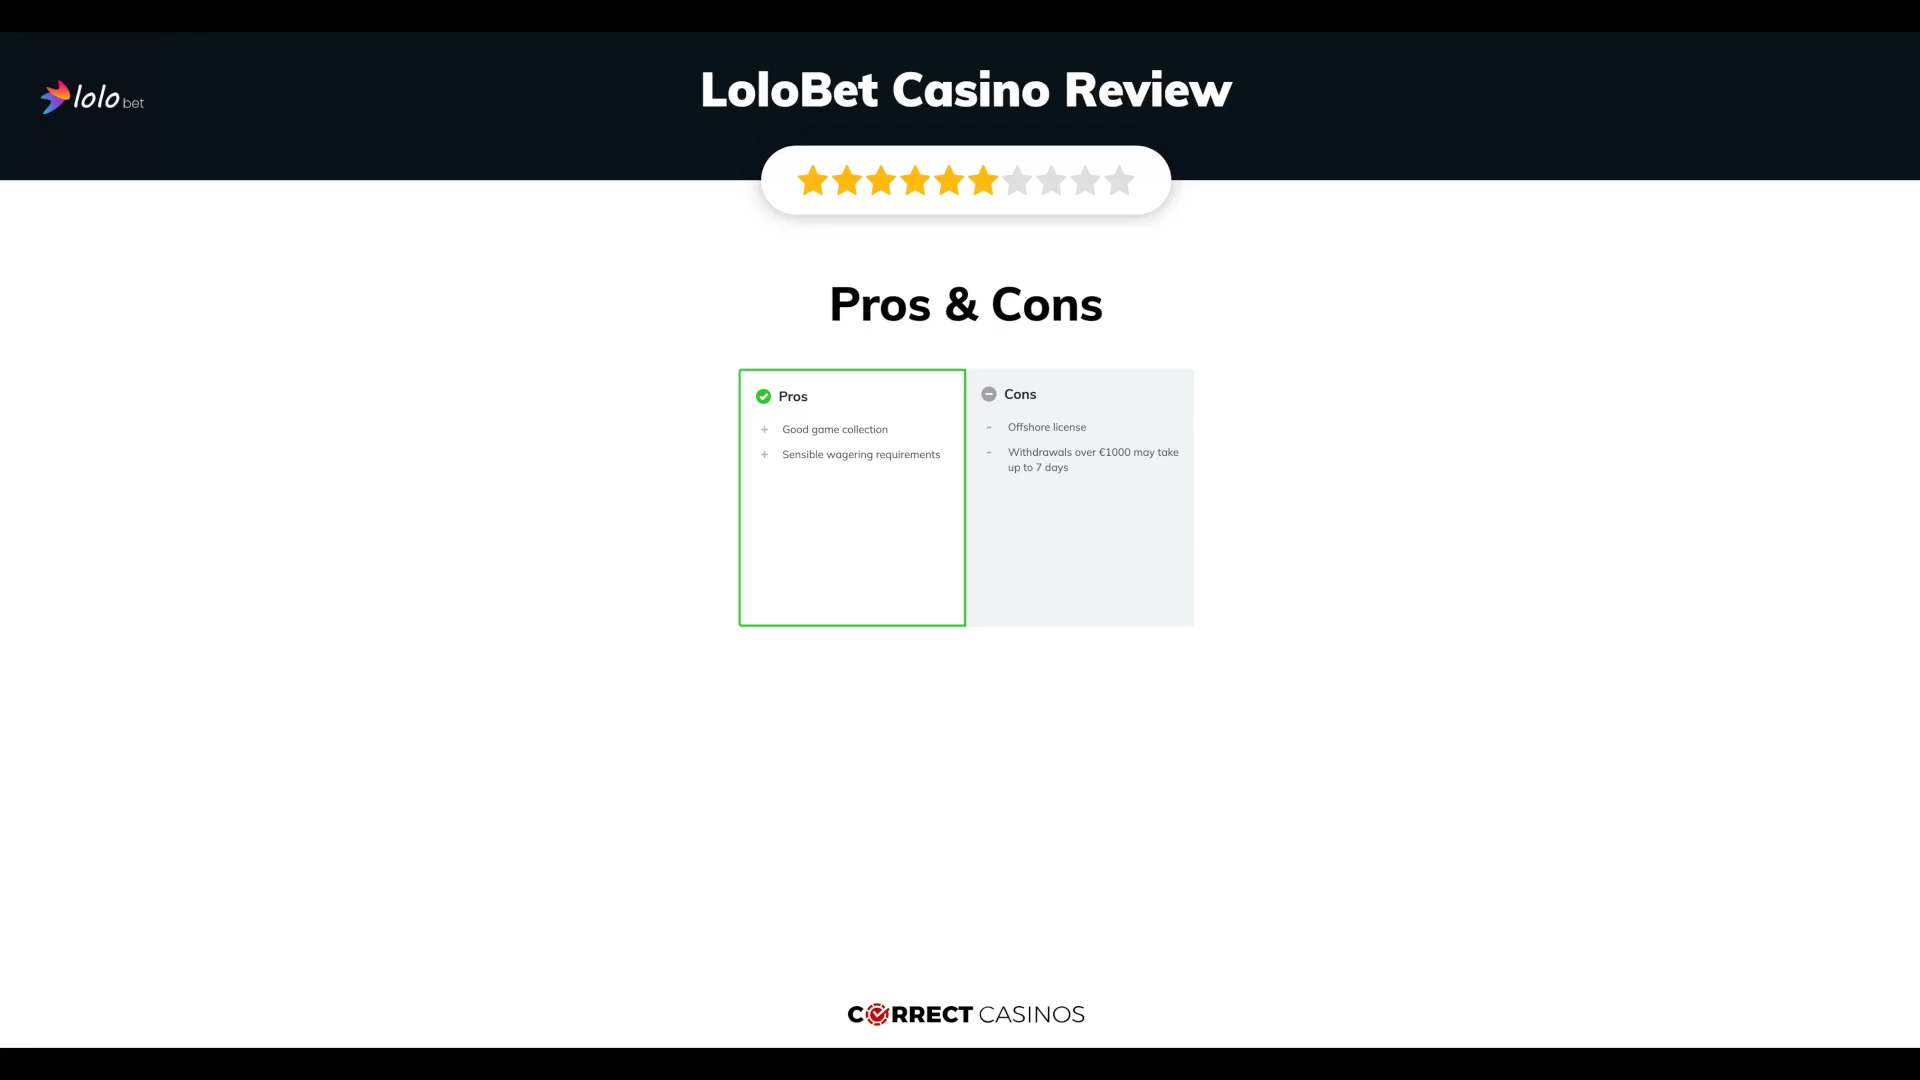 lolo bet
LoloBet Casino Review
Pros & Cons
Pros
+ Good game collection
+ Sensible wagering requirements
Cons
- Offshore license
- Withdrawals over €1000 may take
up to 7 days
CORRECT CASINOS